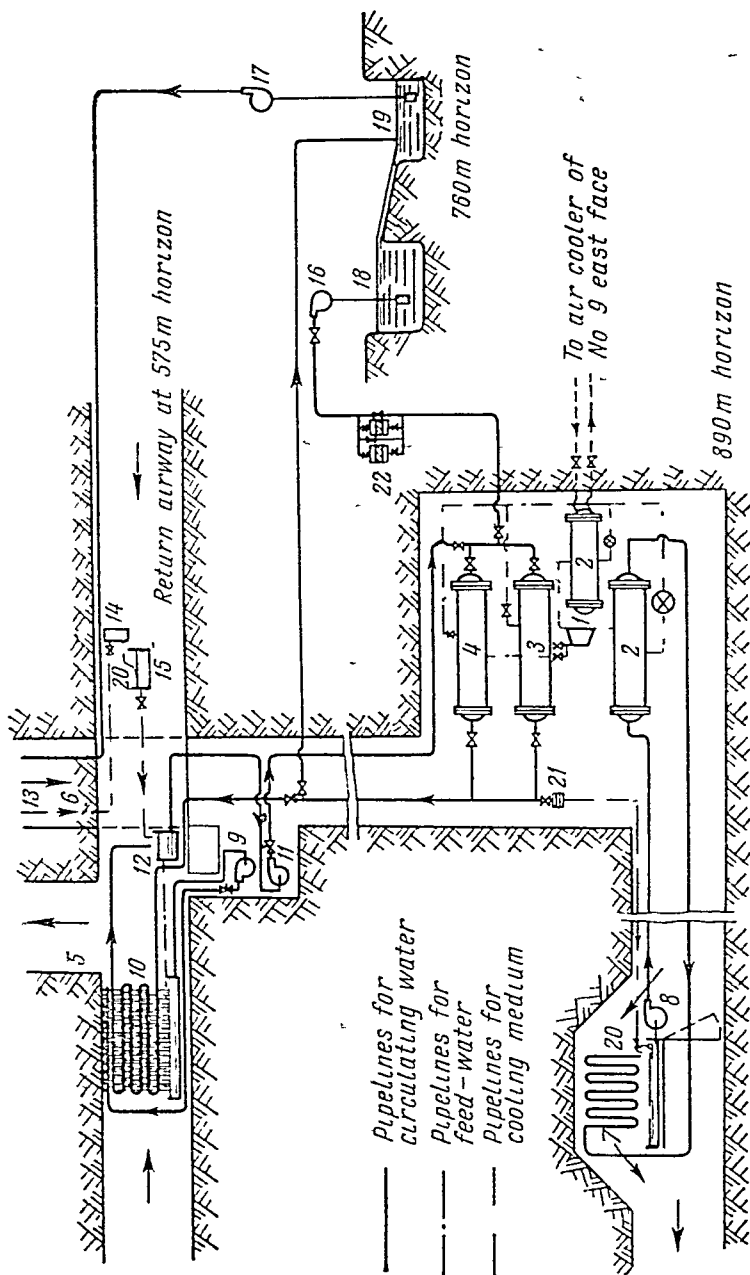 17
Return airway at 575m horizon
14
20
15
13
6
12
5
10
9
11
19
760m horizon
16
18
22
To air cooler of
No 9 east face
890m horizon
4
3
2
1
2
21
20
8
Pipelines for
circulating water
Pipelines for
feed-water
Pipelines for
cooling medium